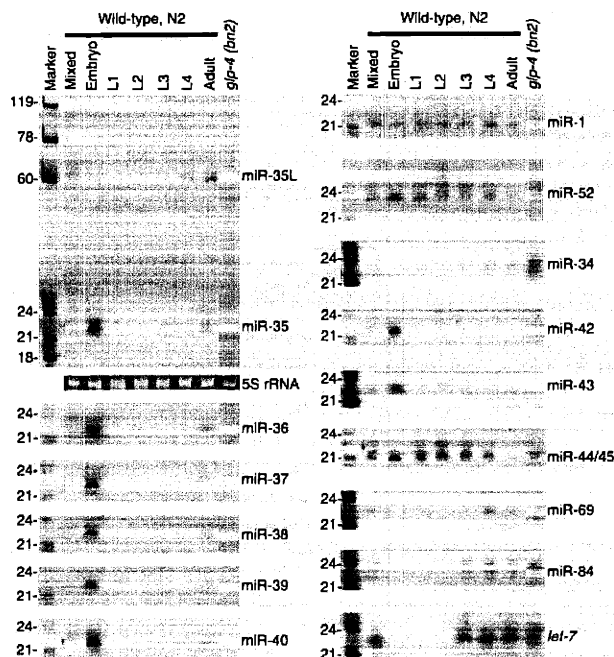 Wild-type, N2
Marker
Mixed
Embryo
L1
L2
L3
L4
Adult
glp-4 (bn2)
119-
78-
60-
miR-35L
24-
21-
18-
miR-35
5S rRNA
24-
21-
miR-36
24-
21-
miR-37
24-
21-
miR-38
24-
21-
miR-39
24-
21-
miR-40
Wild-type, N2
Marker
Mixed
Embryo
L1
L2
L3
L4
Adult
glp-4 (bn2)
24-
21-
miR-1
24-
21-
miR-52
24-
21-
miR-34
24-
21-
miR-42
24-
21-
miR-43
24-
21-
miR-44/45
24-
21-
miR-69
24-
21-
miR-84
24-
21-
let-7